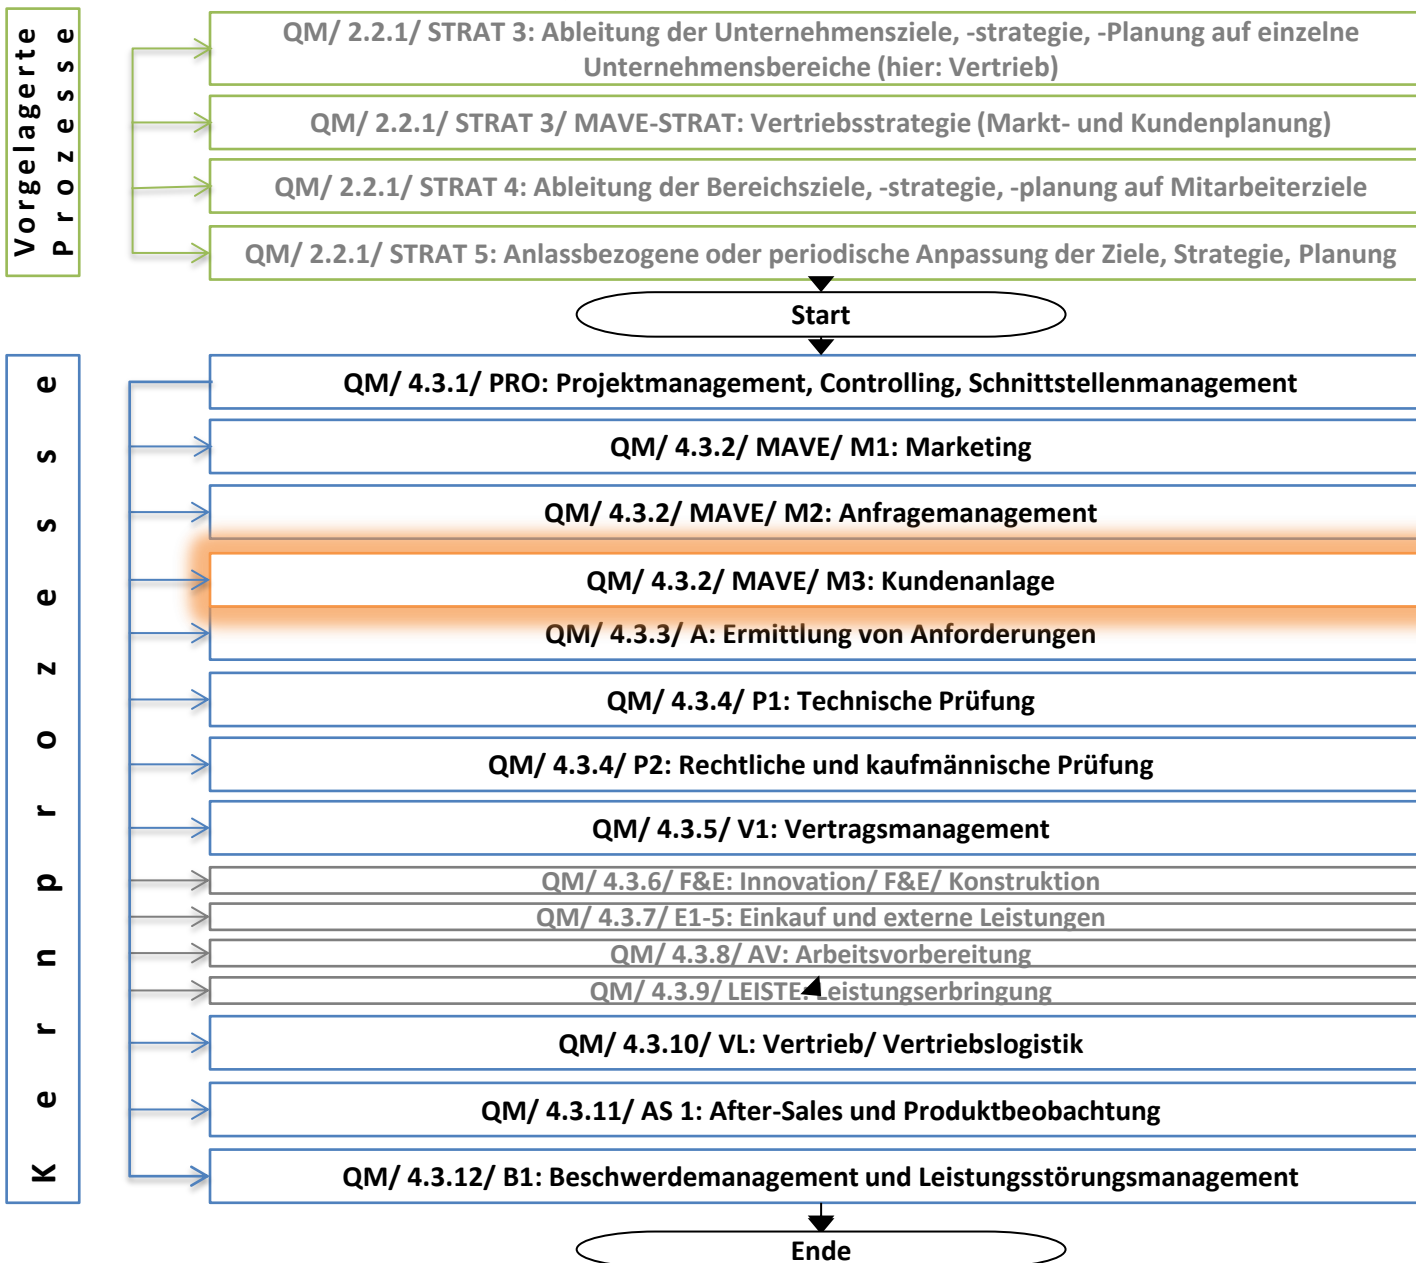 Vorgelagerte
Prozesse
QM/ 2.2.1/ STRAT 3: Ableitung der Unternehmensziele, -strategie, -Planung auf einzelne
Unternehmensbereiche (hier: Vertrieb)
QM/ 2.2.1/ STRAT 3/ MAVE-STRAT: Vertriebsstrategie (Markt- und Kundenplanung)
QM/ 2.2.1/ STRAT 4: Ableitung der Bereichsziele, -strategie, -planung auf Mitarbeiterziele
QM/ 2.2.1/ STRAT 5: Anlassbezogene oder periodische Anpassung der Ziele, Strategie, Planung
Start
Kernprozesse
QM/ 4.3.1/ PRO: Projektmanagement, Controlling, Schnittstellenmanagement
QM/ 4.3.2/ MAVE/ M1: Marketing
QM/ 4.3.2/ MAVE/ M2: Anfragemanagement
QM/ 4.3.2/ MAVE/ M3: Kundenanlage
QM/ 4.3.3/ A: Ermittlung von Anforderungen
QM/ 4.3.4/ P1: Technische Prüfung
QM/ 4.3.4/ P2: Rechtliche und kaufmännische Prüfung
QM/ 4.3.5/ V1: Vertragsmanagement
QM/ 4.3.6/ F&E: Innovation/ F&E/ Konstruktion
QM/ 4.3.7/ E1-5: Einkauf und externe Leistungen
QM/ 4.3.8/ AV: Arbeitsvorbereitung
QM/ 4.3.9/ LEISTE: Leistungserbringung
QM/ 4.3.10/ VL: Vertrieb/ Vertriebslogistik
QM/ 4.3.11/ AS 1: After-Sales und Produktbeobachtung
QM/ 4.3.12/ B1: Beschwerdemanagement und Leistungsstörungsmanagement
Ende